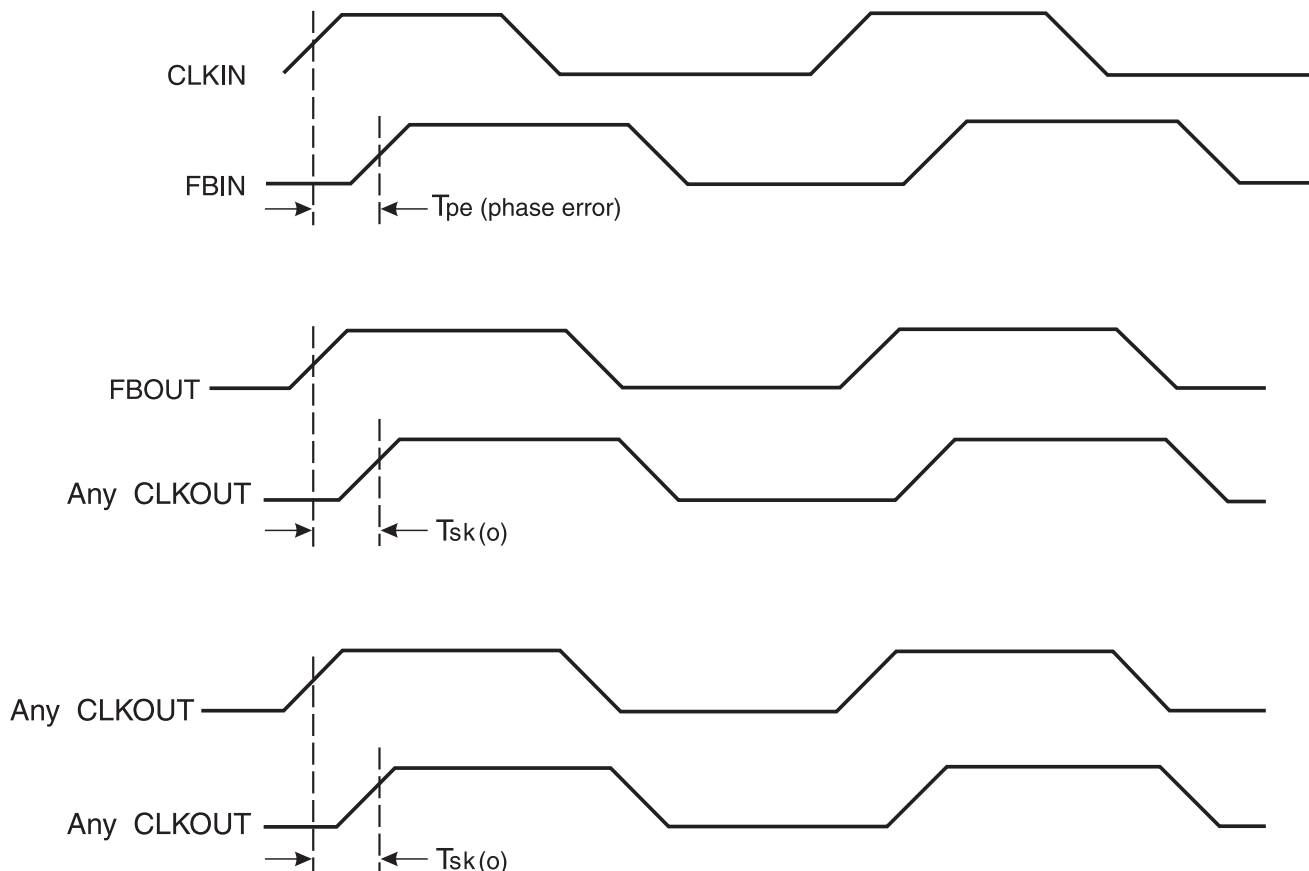 CLKIN
FBIN
Tpe (phase error)
FBOUT
Any CLKOUT
Tsk(o)
Any CLKOUT
Any CLKOUT
Tsk(o)